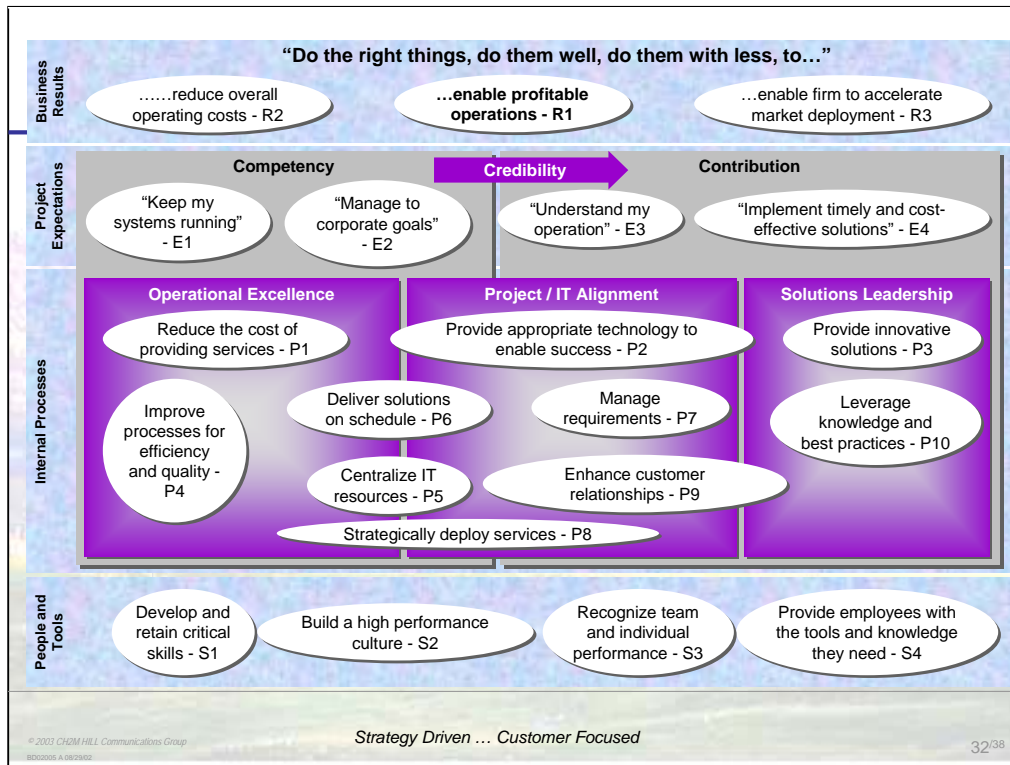 “Do the right things, do them well, do them with less, to…”
Business
Results
……reduce overall
operating costs - R2
…enable profitable
operations - R1
…enable firm to accelerate
market deployment - R3
Project
Expectations
Competency
Credibility
Contribution
“Keep my
systems running”
- E1
“Manage to
corporate goals”
- E2
“Understand my
operation” - E3
“Implement timely and cost-
effective solutions” - E4
Internal Processes
Operational Excellence
Project / IT Alignment
Solutions Leadership
Reduce the cost of
providing services - P1
Provide appropriate technology to
enable success - P2
Provide innovative
solutions - P3
Improve
processes for
efficiency
and quality -
P4
Deliver solutions
on schedule - P6
Manage
requirements - P7
Leverage
knowledge and
best practices - P10
Centralize IT
resources - P5
Enhance customer
relationships - P9
Strategically deploy services - P8
People and
Tools
Develop and
retain critical
skills - S1
Build a high performance
culture - S2
Recognize team
and individual
performance - S3
Provide employees with
the tools and knowledge
they need - S4
© 2003 CH2M HILL Communications Group
BD02005 A 08/29/02
Strategy Driven … Customer Focused
32/38